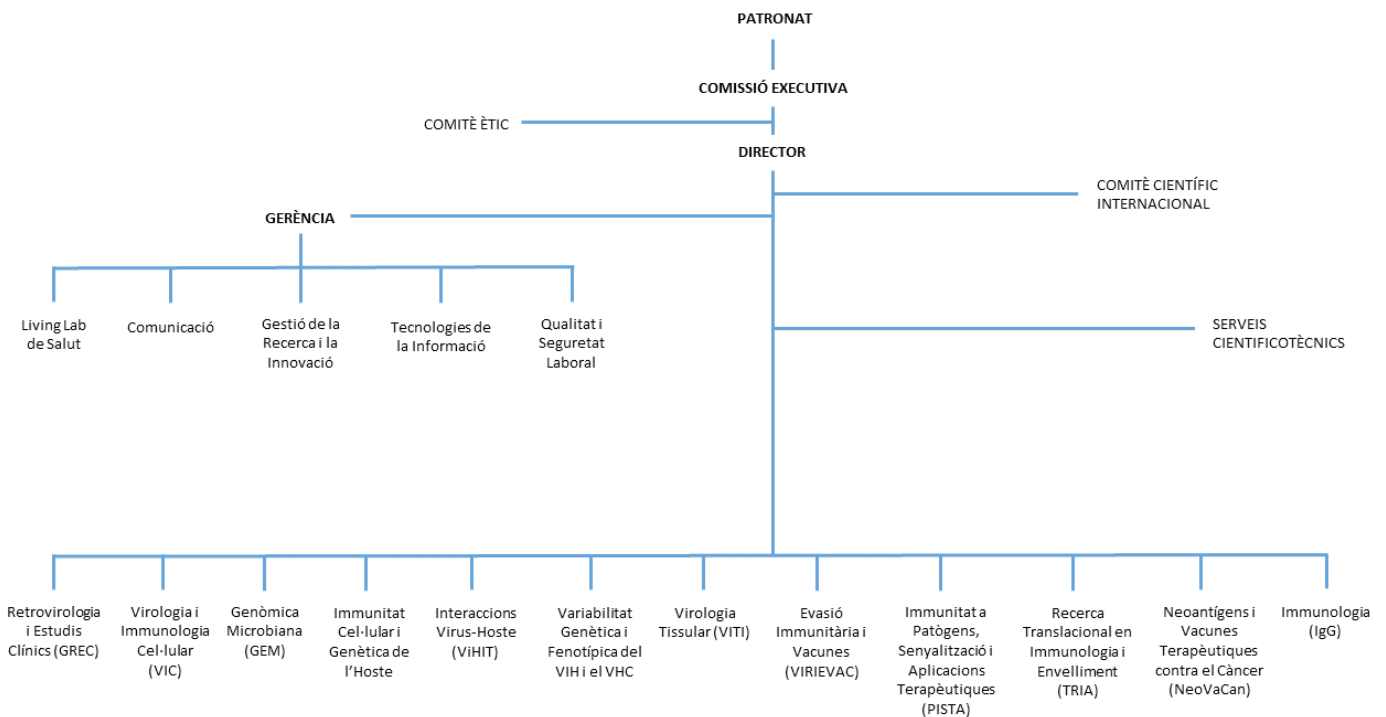 PATRONAT
COMISSIÓ EXECUTIVA
COMITÈ ÈTIC
DIRECTOR
COMITÈ CIENTÍFIC
INTERNACIONAL
GERÈNCIA
Living Lab
de Salut
Comunicació
Gestió de la
Recerca i la
Innovació
Tecnologies de
la Informació
Qualitat i
Seguretat
Laboral
SERVEIS
CIENTIFICOTÈCNICS
Retrovirologia
i Estudis
Clínics (GREC)
Virologia i
Immunologia
Cel·lular
(VIC)
Genòmica
Microbiana
(GEM)
Immunitat
Cel·lular i
Genètica de
l’Hoste
Interaccions
Virus-Hoste
(ViHIT)
Variabilitat
Genètica i
Fenotípica del
VIH i el VHC
Virologia
Tissular (VITI)
Evasió
Immunitària i
Vacunes
(VIRIEVAC)
Immunitat a
Patògens,
Senyalització i
Aplicacions
Terapèutiques
(PISTA)
Recerca
Translacional en
Immunologia i
Envelliment
(TRIA)
Neoantígens i
Vacunes
Terapèutiques
contra el Càncer
(NeoVaCan)
Immunologia
(IgG)